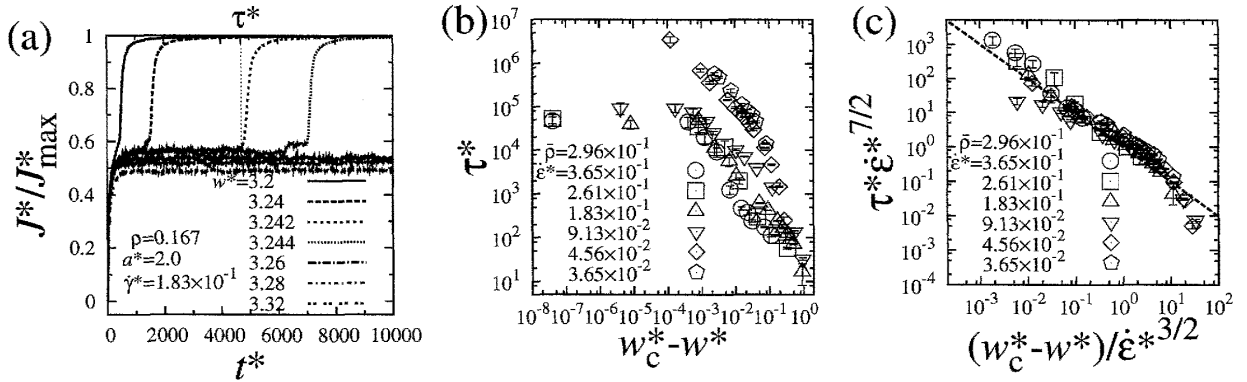 (a)
τ*
J*/J*max
1
0.8
0.6
0.4
0.2
0
w*=3.2
3.24
3.242
3.244
3.26
3.28
3.32
ρ=0.167
a*=2.0
γ̇*=1.83×10⁻¹
0 2000 4000 6000 8000 10000
t*
(b)
τ*
10⁷
10⁶
10⁵
10⁴
10³
10²
10¹
ρ̄=2.96×10⁻¹
ε̇*=3.65×10⁻¹
2.61×10⁻¹
1.83×10⁻¹
9.13×10⁻²
4.56×10⁻²
3.65×10⁻²
10⁻⁸ 10⁻⁷ 10⁻⁶ 10⁻⁵ 10⁻⁴ 10⁻³ 10⁻² 10⁻¹ 10⁰
w*c-w*
(c)
τ*ε̇*7/2
10³
10²
10¹
10⁰
10⁻¹
10⁻²
10⁻³
10⁻⁴
ρ̄=2.96×10⁻¹
ε̇*=3.65×10⁻¹
2.61×10⁻¹
1.83×10⁻¹
9.13×10⁻²
4.56×10⁻²
3.65×10⁻²
10⁻³ 10⁻² 10⁻¹ 10⁰ 10¹ 10²
(w*c-w*)/ε̇*3/2